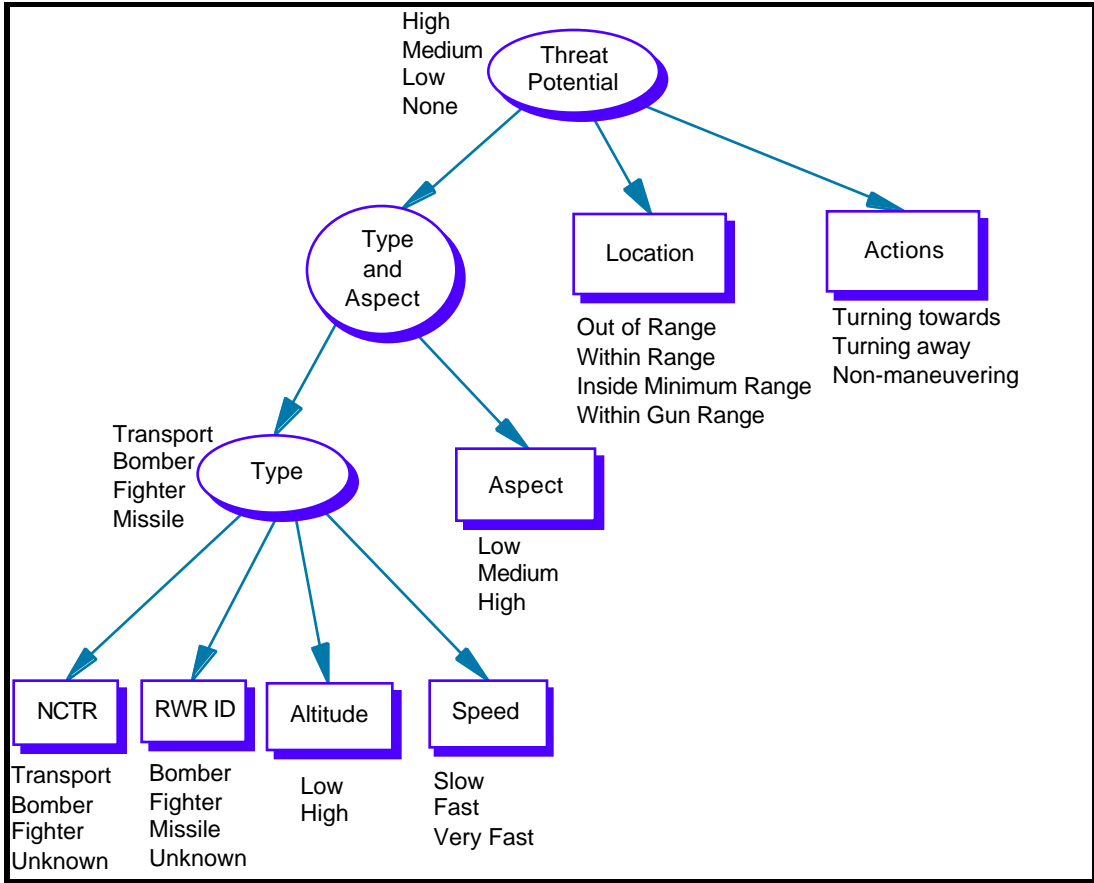 High
Medium
Low
None
Threat
Potential
Type
and
Aspect
Location
Actions
Out of Range
Within Range
Inside Minimum Range
Within Gun Range
Turning towards
Turning away
Non-maneuvering
Transport
Bomber
Fighter
Missile
Type
Aspect
Low
Medium
High
NCTR
RWR ID
Altitude
Speed
Transport
Bomber
Fighter
Unknown
Bomber
Fighter
Missile
Unknown
Low
High
Slow
Fast
Very Fast